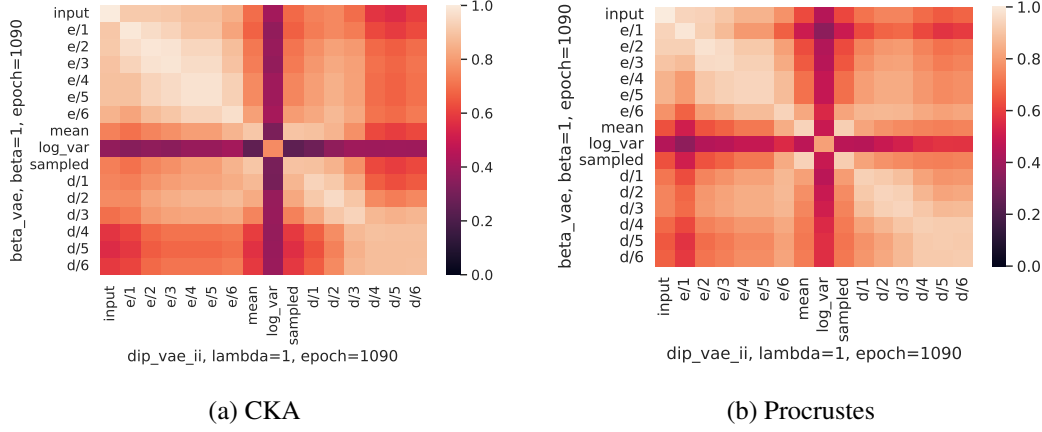 input
e/1
e/2
e/3
e/4
e/5
e/6
mean
log_var
sampled
d/1
d/2
d/3
d/4
d/5
d/6
beta_vae, beta=1, epoch=1090
input
e/1
e/2
e/3
e/4
e/5
e/6
mean
log_var
sampled
d/1
d/2
d/3
d/4
d/5
d/6
dip_vae_ii, lambda=1, epoch=1090
1.0
0.8
0.6
0.4
0.2
0.0
(a) CKA
input
e/1
e/2
e/3
e/4
e/5
e/6
mean
log_var
sampled
d/1
d/2
d/3
d/4
d/5
d/6
beta_vae, beta=1, epoch=1090
input
e/1
e/2
e/3
e/4
e/5
e/6
mean
log_var
sampled
d/1
d/2
d/3
d/4
d/5
d/6
dip_vae_ii, lambda=1, epoch=1090
1.0
0.8
0.6
0.4
0.2
0.0
(b) Procrustes